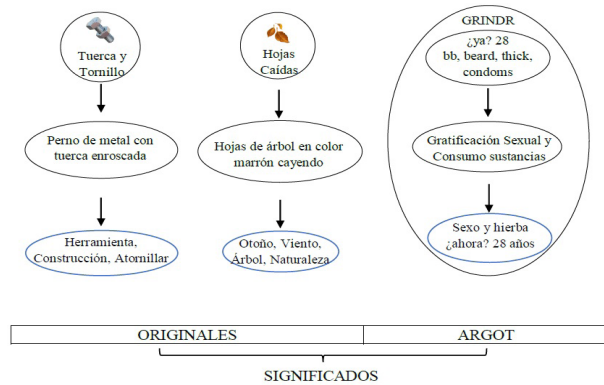 Tuerca y
Tornillo
Hojas
Caídas
GRINDR
¿ya? 28
bb, beard, thick,
condoms
Perno de metal con
tuerca enroscada
Hojas de árbol en color
marrón cayendo
Gratificación Sexual y
Consumo sustancias
Herramienta,
Construcción, Atornillar
Otoño, Viento,
Árbol, Naturaleza
Sexo y hierba
¿ahora? 28 años
ORIGINALES
ARGOT
SIGNIFICADOS